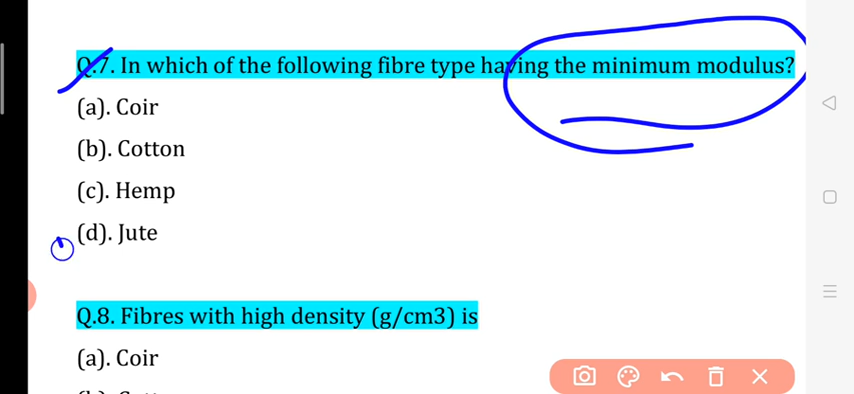 Q.7. In which of the following fibre type having the minimum modulus?
(a). Coir
(b). Cotton
(c). Hemp
(d). Jute
Q.8. Fibres with high density (g/cm3) is
(a). Coir